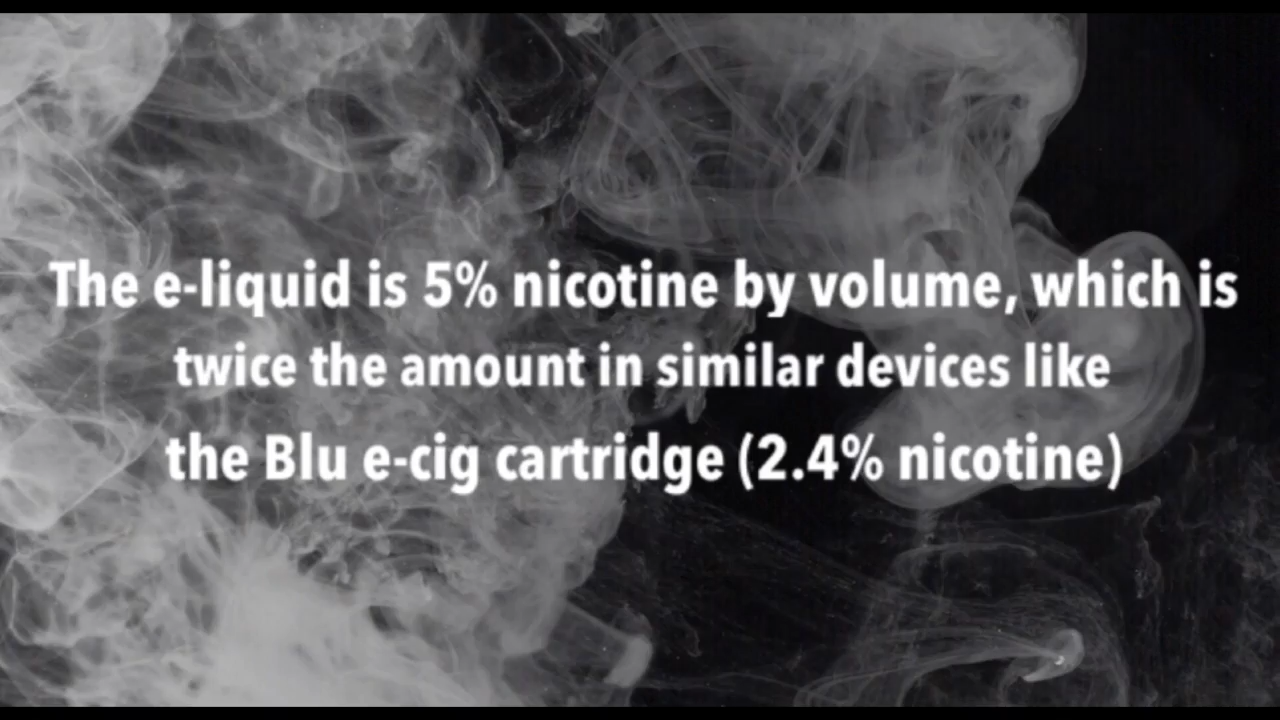 The e-liquid is 5% nicotine by volume, which is
twice the amount in similar devices like
the Blu e-cig cartridge (2.4% nicotine)